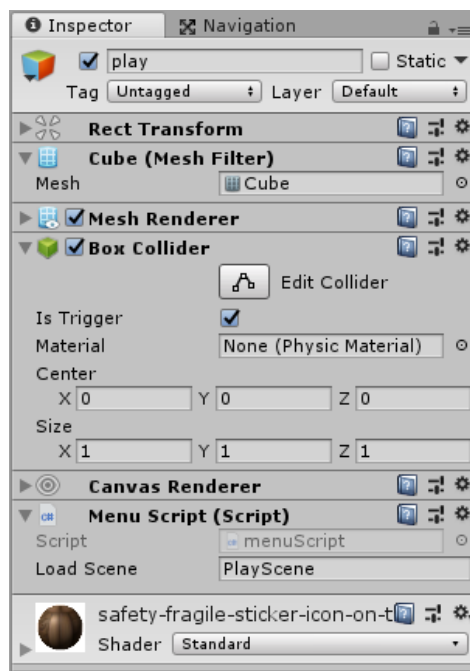 Inspector Navigation
play Static
Tag Untagged Layer Default
Rect Transform
Cube (Mesh Filter)
Mesh Cube
Mesh Renderer
Box Collider
Edit Collider
Is Trigger
Material None (Physic Material)
Center
X 0 Y 0 Z 0
Size
X 1 Y 1 Z 1
Canvas Renderer
c# Menu Script (Script)
Script menuScript
Load Scene PlayScene
safety-fragile-sticker-icon-on-t
Shader Standard